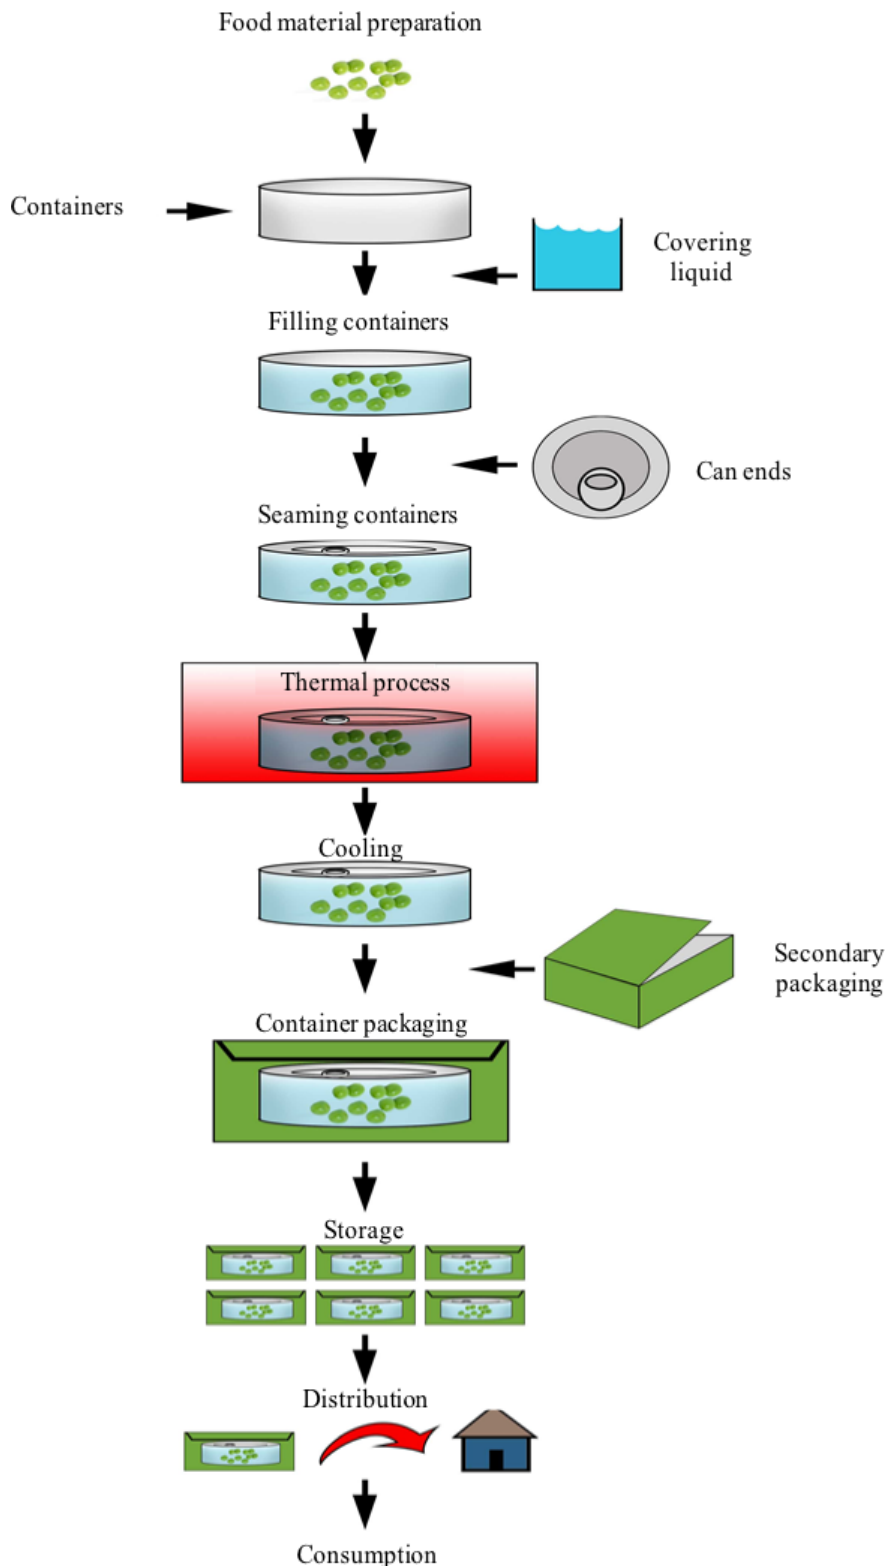 Food material preparation
Containers
Covering
liquid
Filling containers
Can ends
Seaming containers
Thermal process
Cooling
Secondary
packaging
Container packaging
Storage
Distribution
Consumption